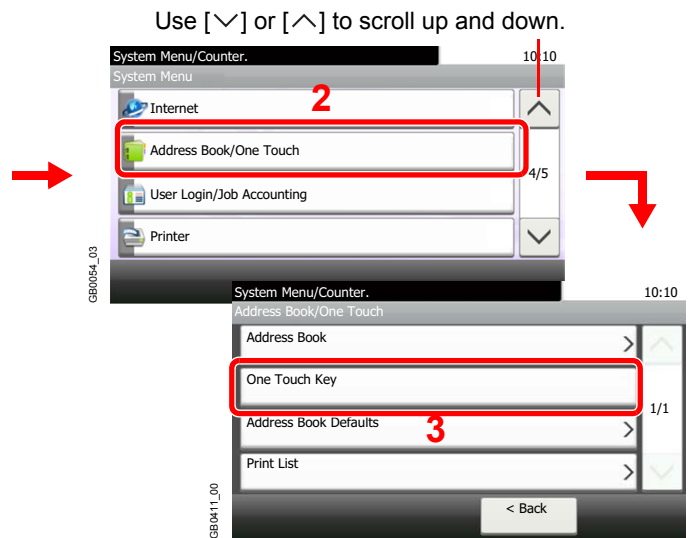 Use [∨] or [∧] to scroll up and down.
System Menu/Counter.
10:10
System Menu
Internet
2
Address Book/One Touch
4/5
User Login/Job Accounting
Printer
GB0054_03
System Menu/Counter.
10:10
Address Book/One Touch
Address Book
One Touch Key
1/1
Address Book Defaults
3
Print List
< Back
GB0411_00